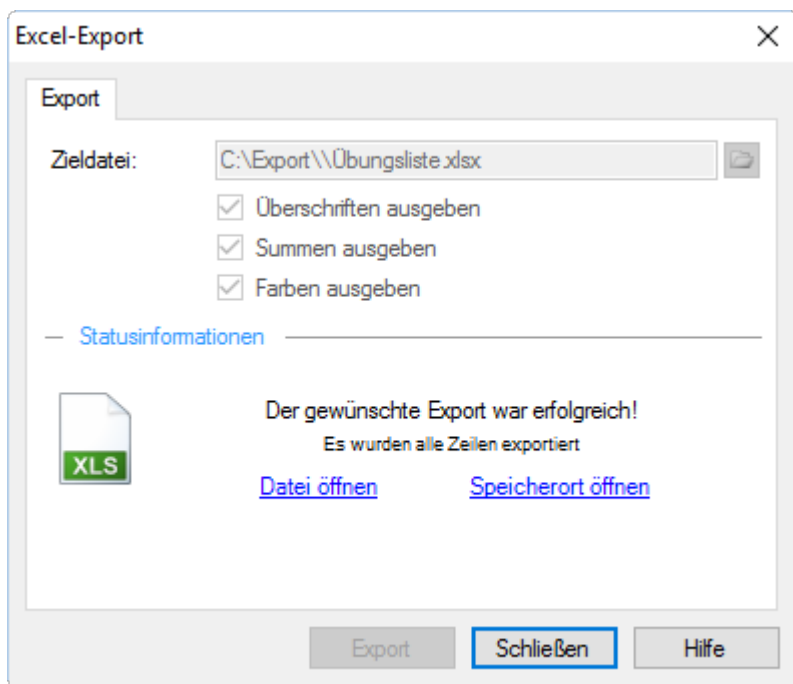 Excel-Export
Export
Zieldatei: C:\Export\\Übungsliste.xlsx
Überschriften ausgeben
Summen ausgeben
Farben ausgeben
Statusinformationen
Der gewünschte Export war erfolgreich!
Es wurden alle Zeilen exportiert
XLS
Datei öffnen Speicherort öffnen
Export Schließen Hilfe